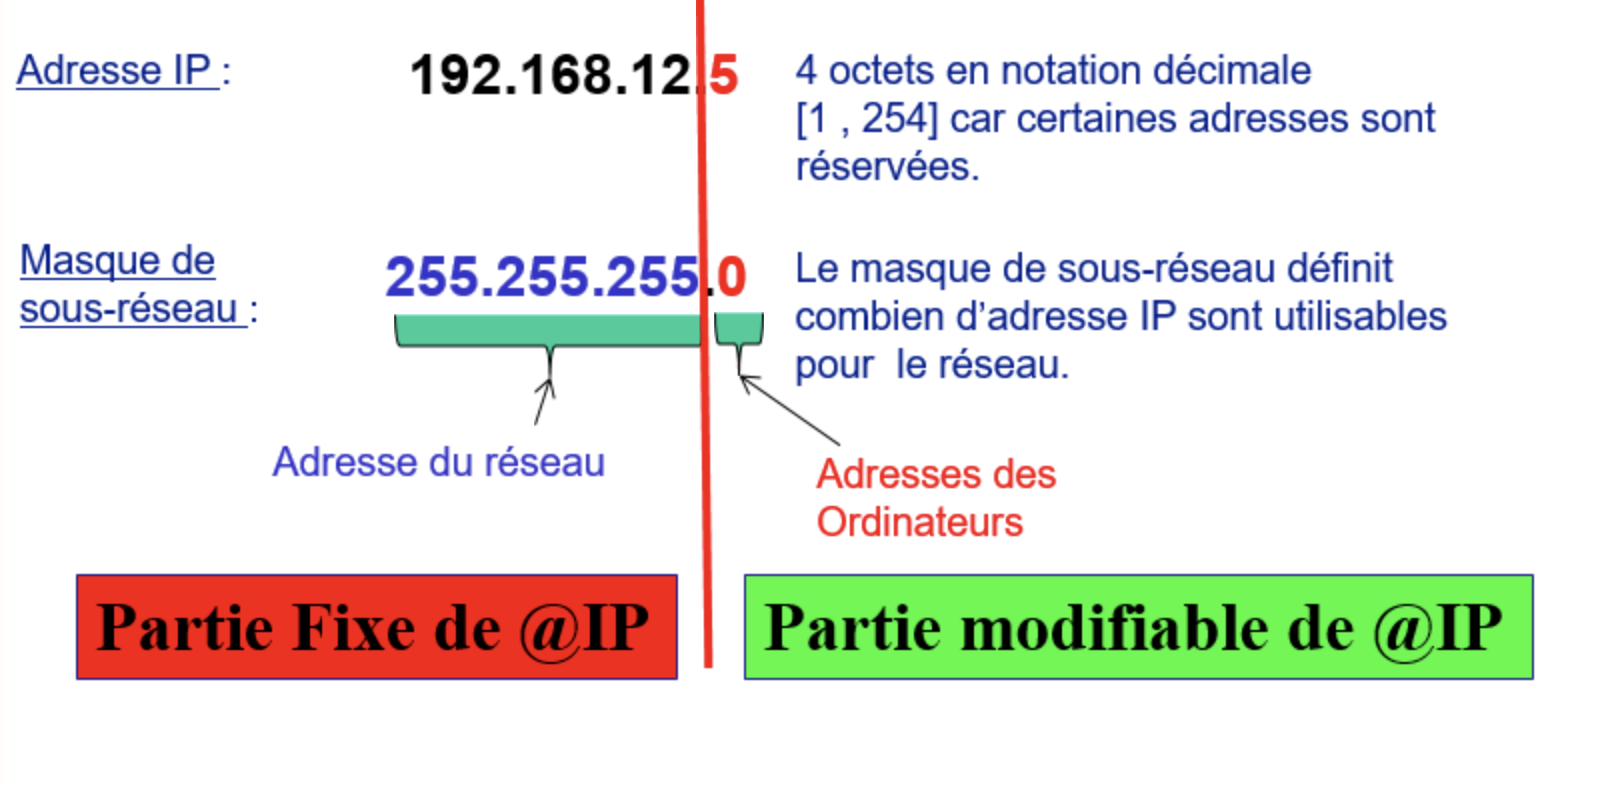 Adresse IP :
192.168.12.5
4 octets en notation décimale
[1 , 254] car certaines adresses sont
réservées.
Masque de
sous-réseau :
255.255.255.0
Le masque de sous-réseau définit
combien d’adresse IP sont utilisables
pour le réseau.
Adresse du réseau
Adresses des
Ordinateurs
Partie Fixe de @IP
Partie modifiable de @IP